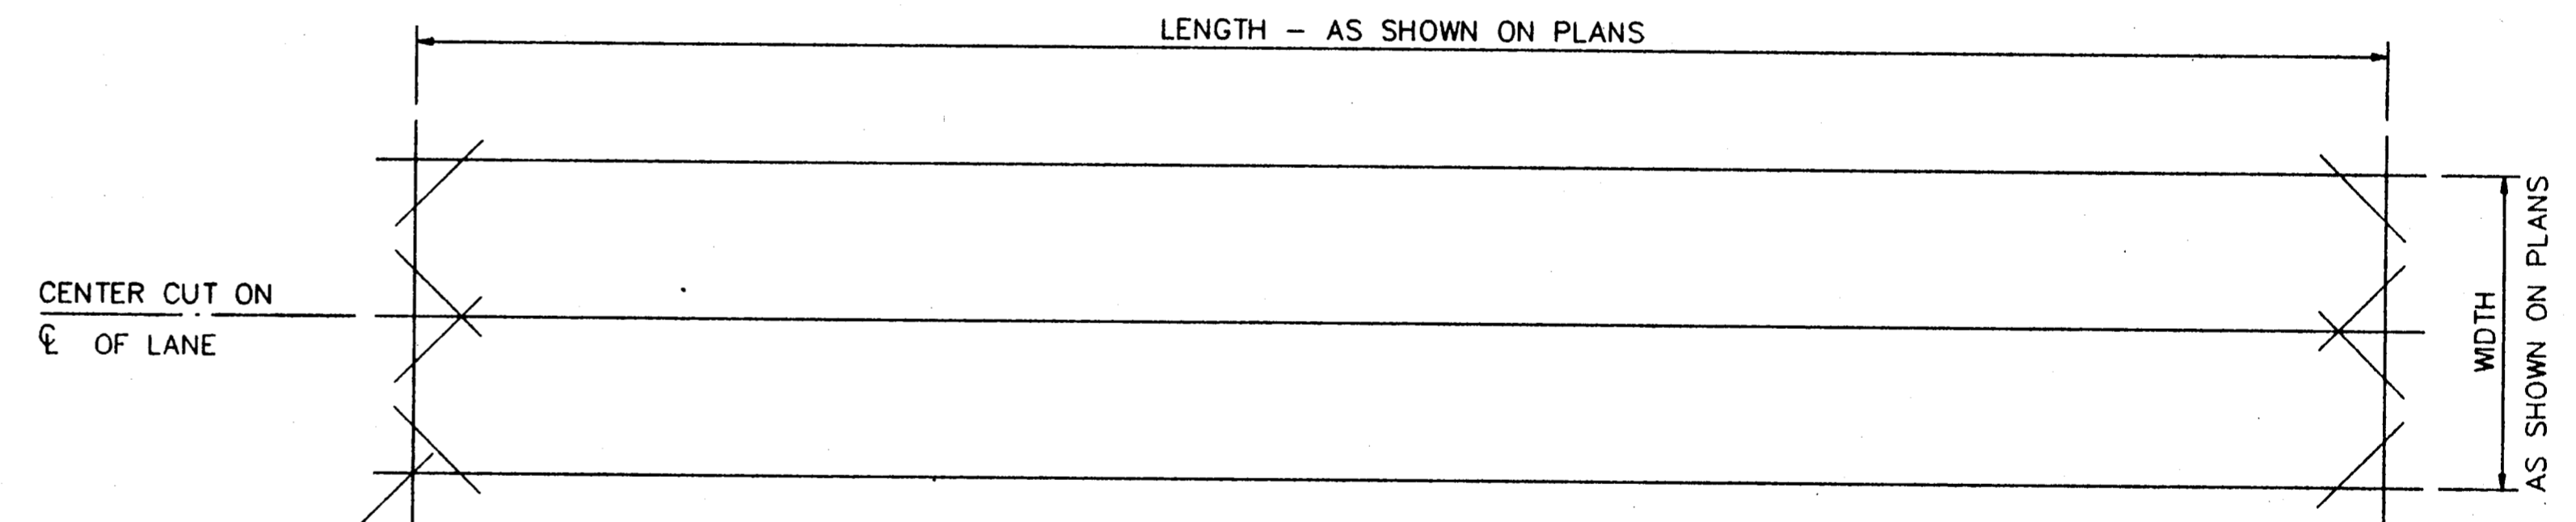 LENGTH – AS SHOWN ON PLANS
CENTER CUT ON
℄ OF LANE
WIDTH
AS SHOWN ON PLANS